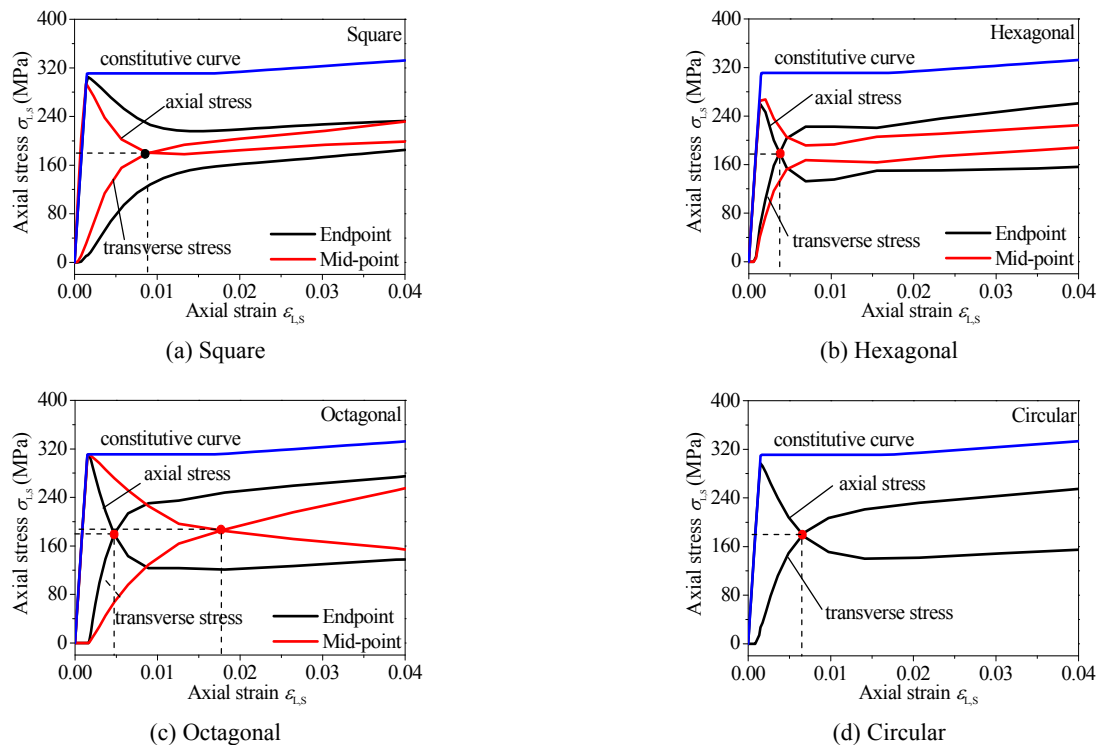 400
320
240
160
80
0
0.00 0.01 0.02 0.03 0.04
Axial stress σL,S (MPa)
Axial strain εL,S
Square
constitutive curve
axial stress
transverse stress
Endpoint
Mid-point
(a) Square
400
320
240
160
80
0
0.00 0.01 0.02 0.03 0.04
Axial stress σL,S (MPa)
Axial strain εL,S
Hexagonal
constitutive curve
axial stress
transverse stress
Endpoint
Mid-point
(b) Hexagonal
400
320
240
160
80
0
0.00 0.01 0.02 0.03 0.04
Axial stress σL,S (MPa)
Axial strain εL,S
Octagonal
constitutive curve
axial stress
transverse stress
Endpoint
Mid-point
(c) Octagonal
400
320
240
160
80
0
0.00 0.01 0.02 0.03 0.04
Axial stress σL,S (MPa)
Axial strain εL,S
Circular
constitutive curve
axial stress
transverse stress
(d) Circular